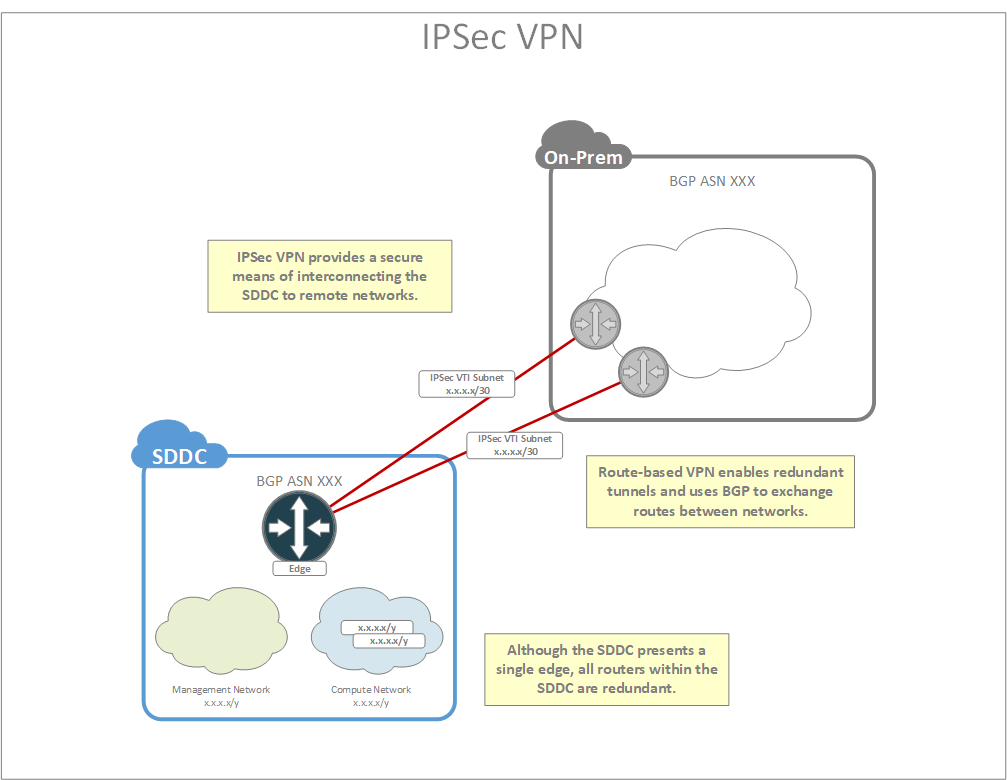 IPSec VPN
On-Prem
BGP ASN XXX
IPSec VPN provides a secure
means of interconnecting the
SDDC to remote networks.
IPSec VTI Subnet
x.x.x.x/30
IPSec VTI Subnet
x.x.x.x/30
SDDC
BGP ASN XXX
Route-based VPN enables redundant
tunnels and uses BGP to exchange
routes between networks.
Edge
x.x.x.x/y
x.x.x.x/y
Management Network
x.x.x.x/y
Compute Network
x.x.x.x/y
Although the SDDC presents a
single edge, all routers within the
SDDC are redundant.